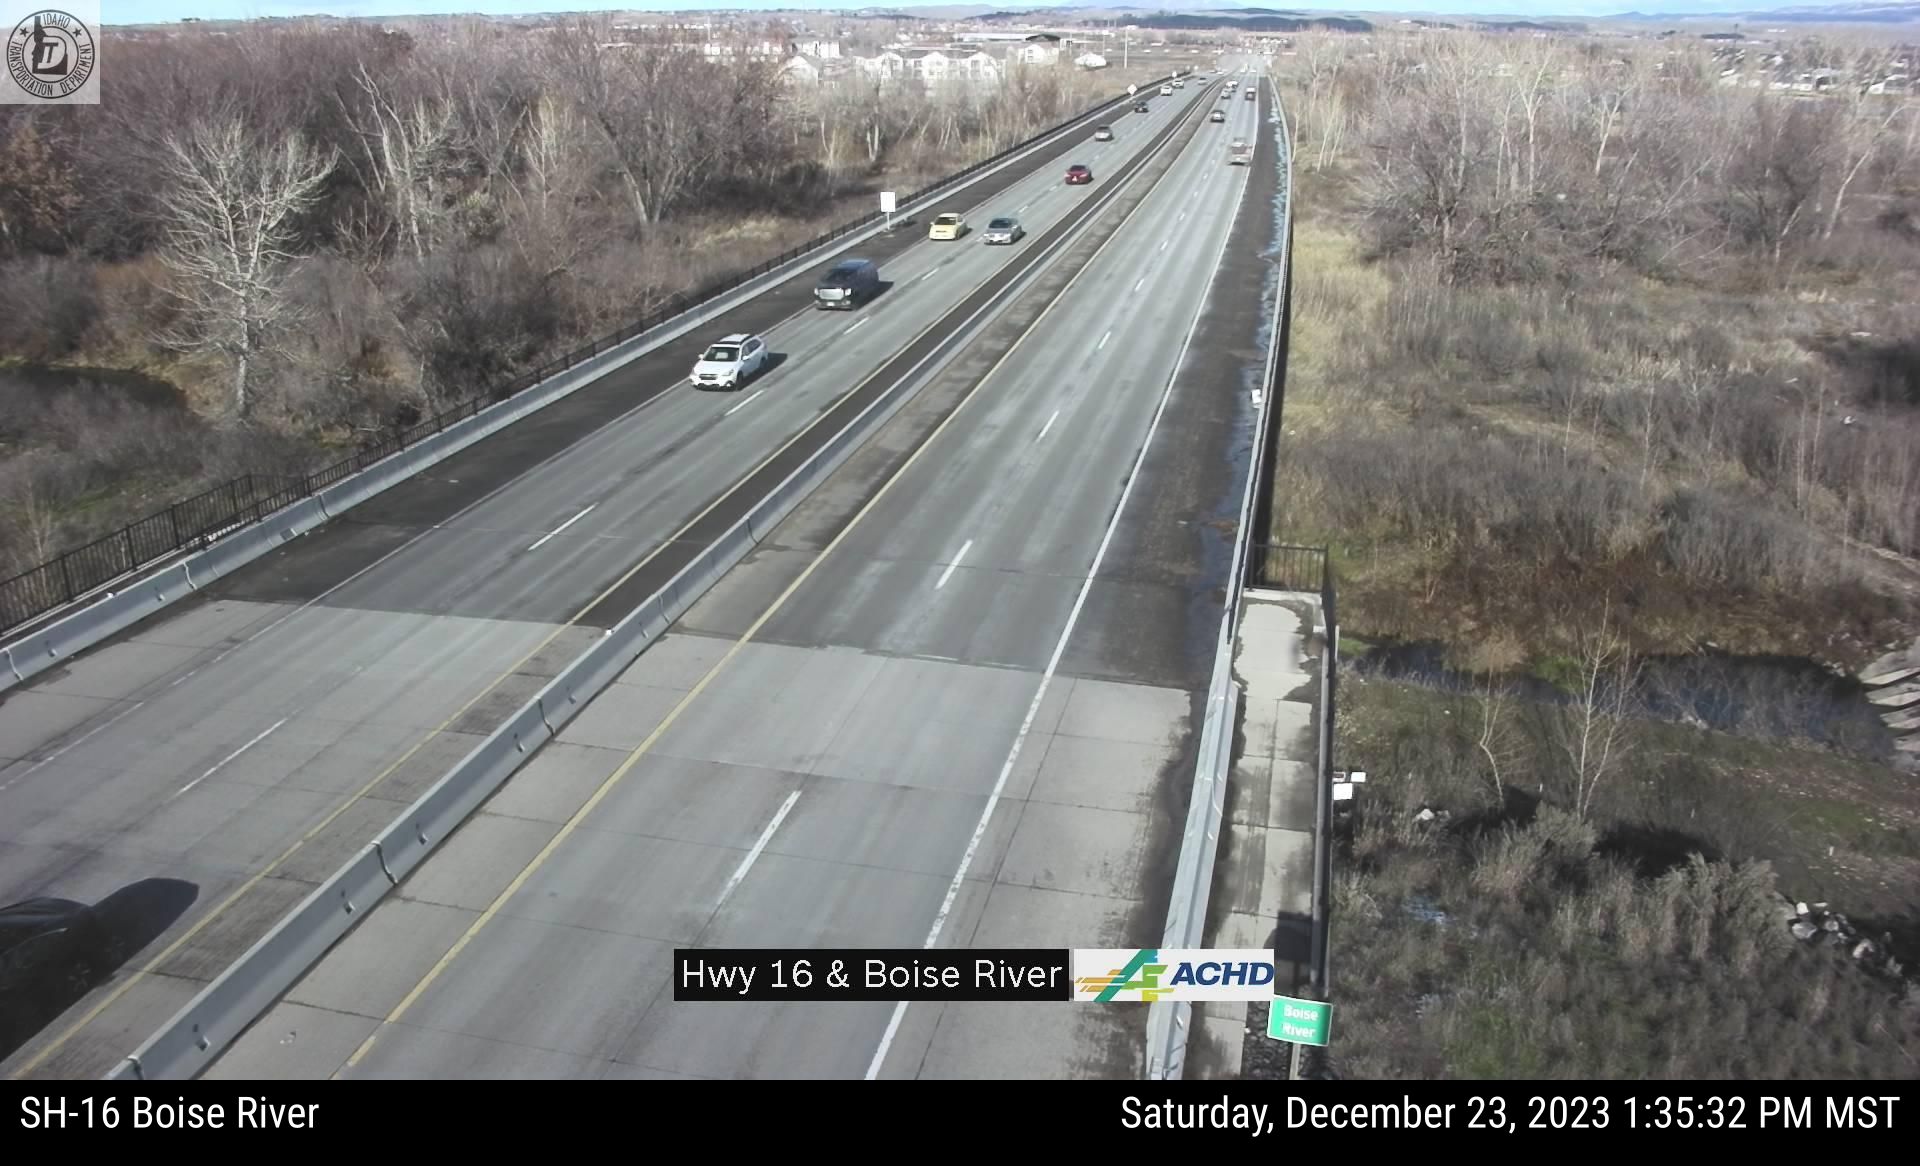 IDAHO
TRANSPORTATION DEPARTMENT
Hwy 16 & Boise River
ACHD
Boise
River
SH-16 Boise River
Saturday, December 23, 2023 1:35:32 PM MST